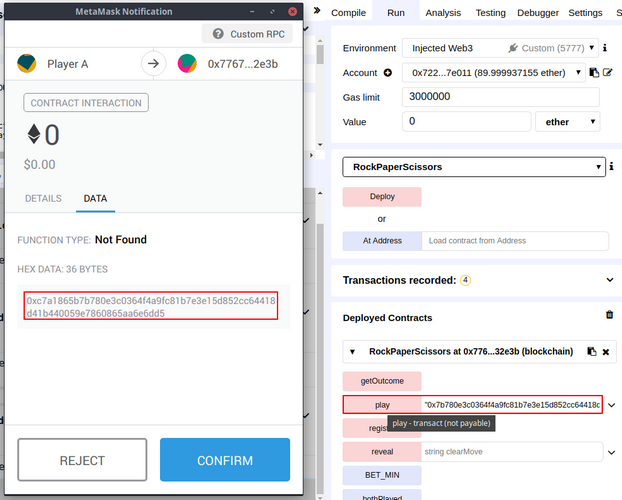 MetaMask Notification
Custom RPC
Player A
0x7767...2e3b
CONTRACT INTERACTION
0
$0.00
DETAILS
DATA
FUNCTION TYPE: Not Found
HEX DATA: 36 BYTES
0xc7a1865b7b780e3c0364f4a9fc81b7e3e15d852cc64418
d41b440059e7860865aa6e6dd5
REJECT
CONFIRM
Compile
Run
Analysis
Testing
Debugger
Settings
S
Environment
Injected Web3
Custom (5777)
Account
0x722...7e011 (89.999937155 ether)
Gas limit
3000000
Value
0
ether
RockPaperScissors
Deploy
or
At Address
Load contract from Address
Transactions recorded: 4
Deployed Contracts
RockPaperScissors at 0x776...32e3b (blockchain)
getOutcome
play
"0x7b780e3c0364f4a9fc81b7e3e15d852cc64418c
play - transact (not payable)
regist
reveal
string clearMove
BET_MIN
bothPlayed